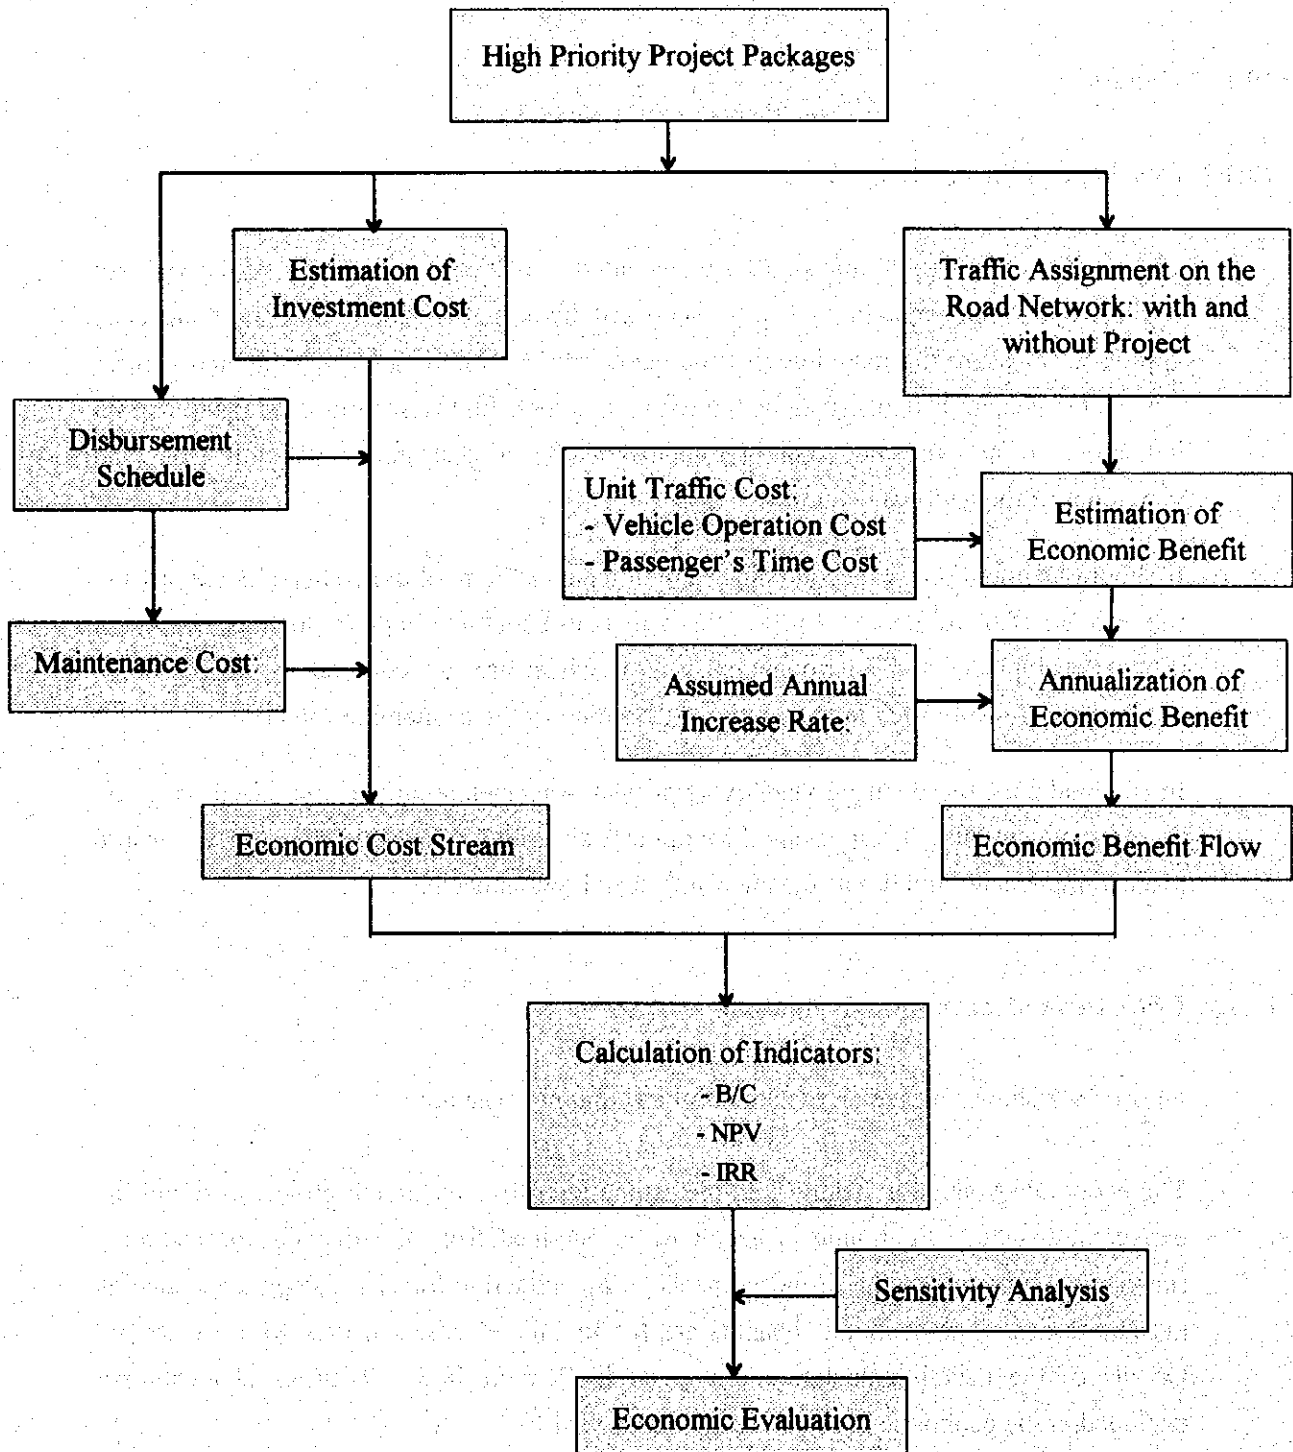 High Priority Project Packages
Estimation of
Investment Cost
Traffic Assignment on the
Road Network: with and
without Project
Disbursement
Schedule
Unit Traffic Cost:
- Vehicle Operation Cost
- Passenger's Time Cost
Estimation of
Economic Benefit
Maintenance Cost:
Assumed Annual
Increase Rate:
Annualization of
Economic Benefit
Economic Cost Stream
Economic Benefit Flow
Calculation of Indicators:
- B/C
- NPV
- IRR
Sensitivity Analysis
Economic Evaluation